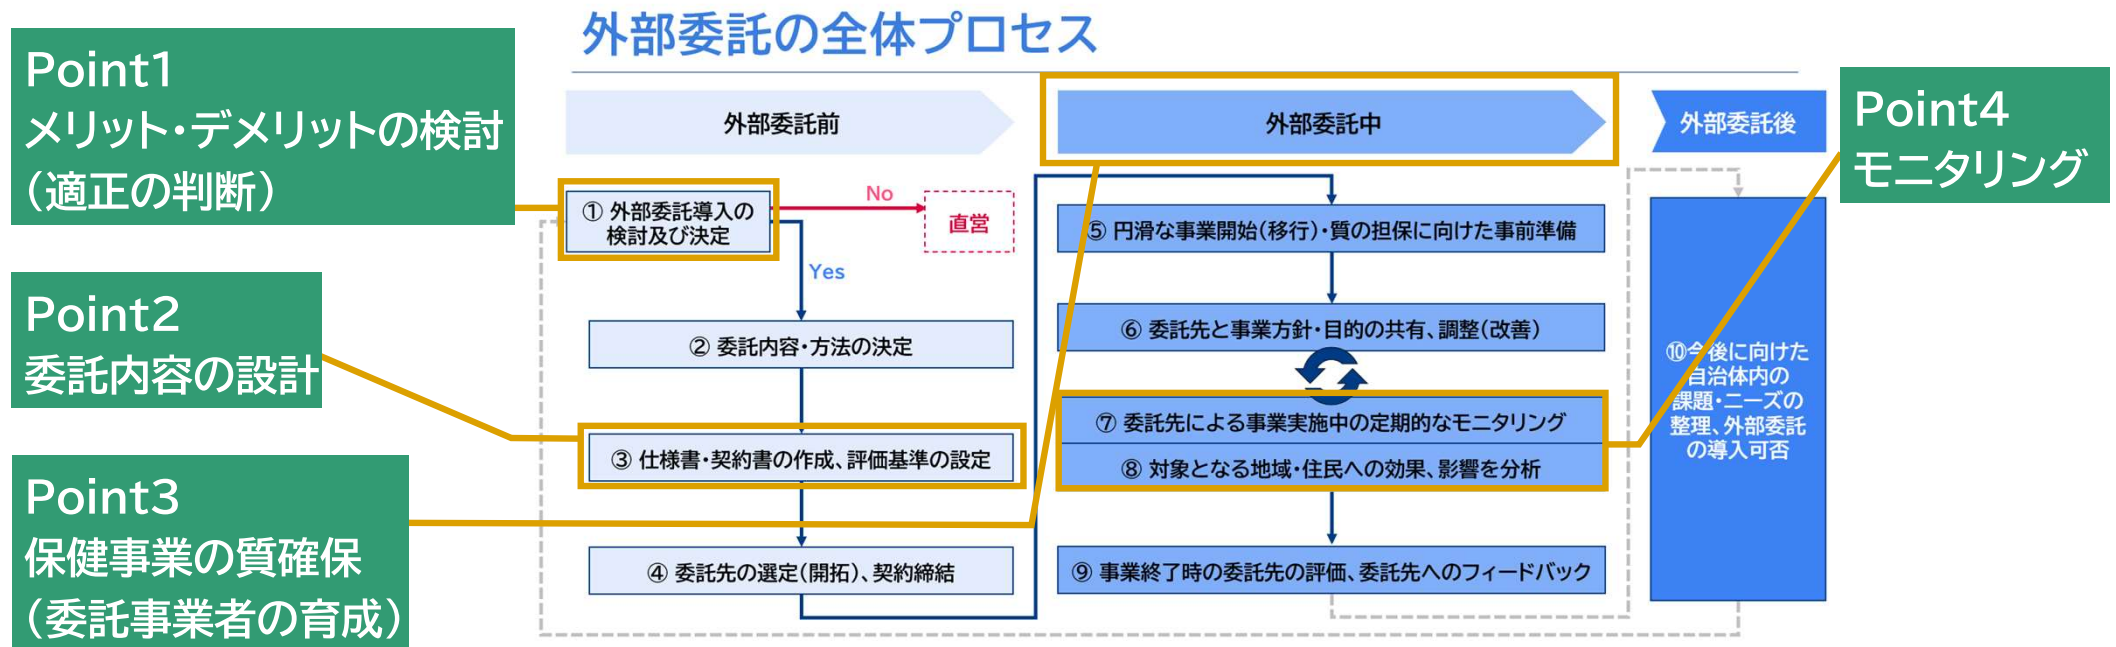 外部委託の全体プロセス
Point1
メリット・デメリットの検討
（適正の判断）
Point2
委託内容の設計
Point3
保健事業の質確保
（委託事業者の育成）
外部委託前
① 外部委託導入の
検討及び決定
No
直営
Yes
② 委託内容・方法の決定
③ 仕様書・契約書の作成、評価基準の設定
④ 委託先の選定（開拓）、契約締結
外部委託中
⑤ 円滑な事業開始（移行）・質の担保に向けた事前準備
⑥ 委託先と事業方針・目的の共有、調整（改善）
⑦ 委託先による事業実施中の定期的なモニタリング
⑧ 対象となる地域・住民への効果、影響を分析
⑨ 事業終了時の委託先の評価、委託先へのフィードバック
外部委託後
⑩今後に向けた
自治体内の
課題・ニーズの
整理、外部委託
の導入可否
Point4
モニタリング